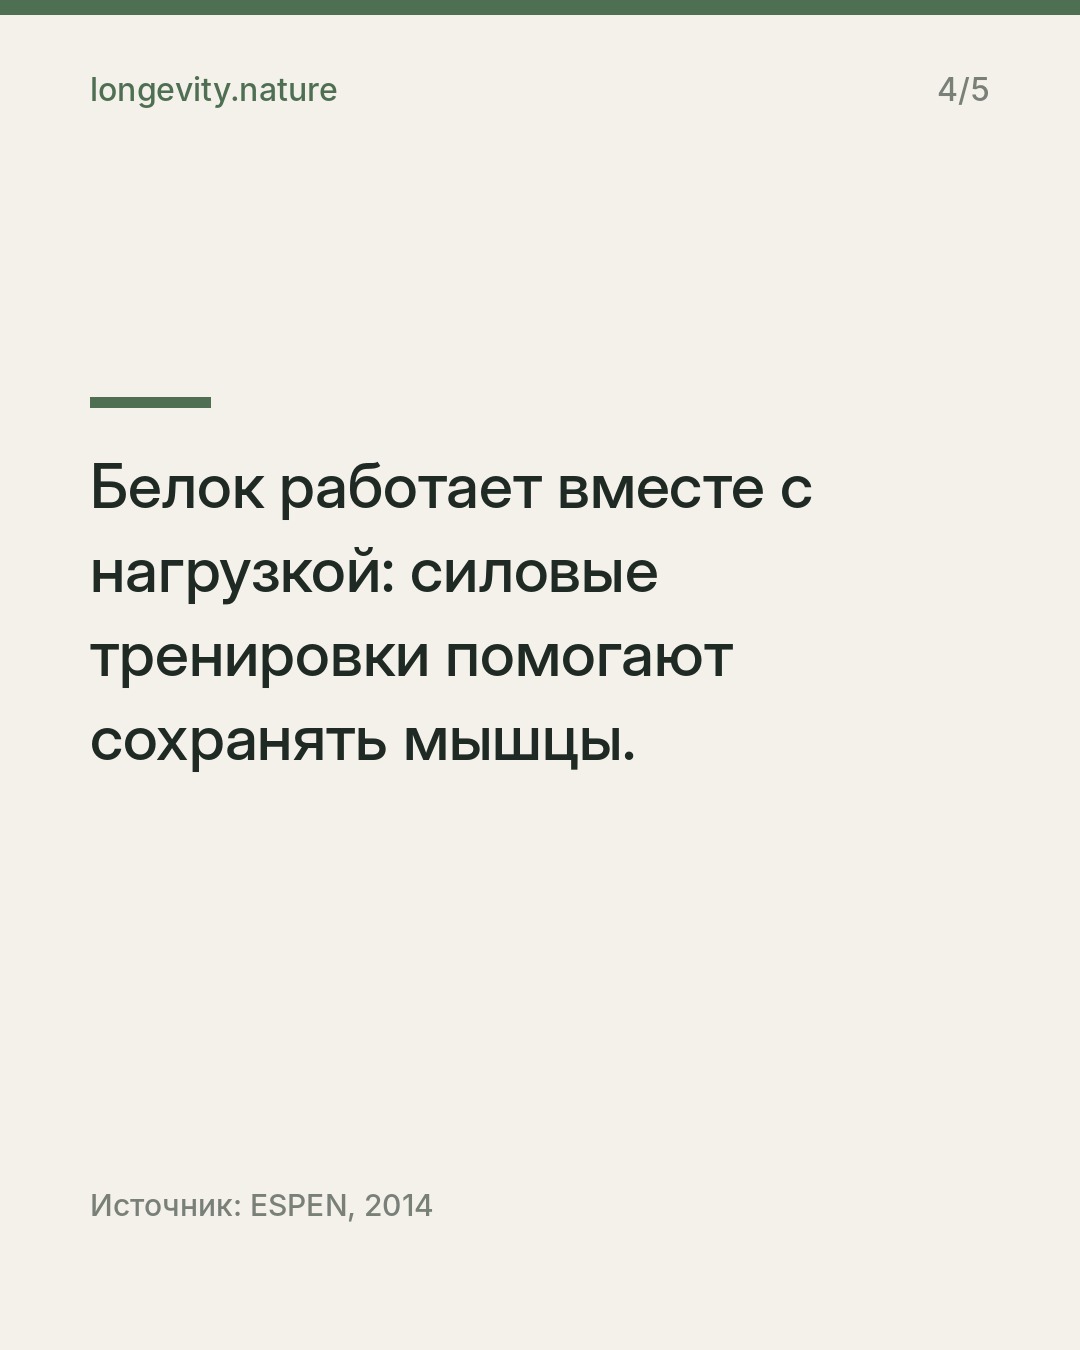 longevity.nature
4/5
Белок работает вместе с
нагрузкой: силовые
тренировки помогают
сохранять мышцы.
Источник: ESPEN, 2014